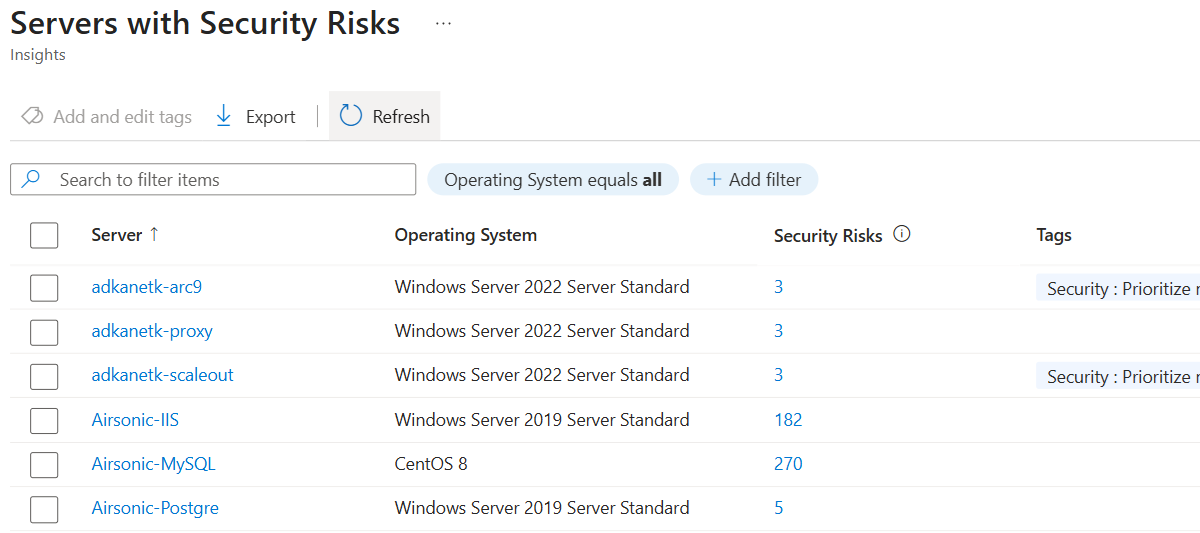 Servers with Security Risks ...
Insights
Add and edit tags Export Refresh
Search to filter items Operating System equals all Add filter
Server ↑ Operating System Security Risks Tags
adkanetk-arc9 Windows Server 2022 Server Standard 3 Security : Prioritize
adkanetk-proxy Windows Server 2022 Server Standard 3
adkanetk-scaleout Windows Server 2022 Server Standard 3 Security : Prioritize
Airsonic-IIS Windows Server 2019 Server Standard 182
Airsonic-MySQL CentOS 8 270
Airsonic-Postgre Windows Server 2019 Server Standard 5